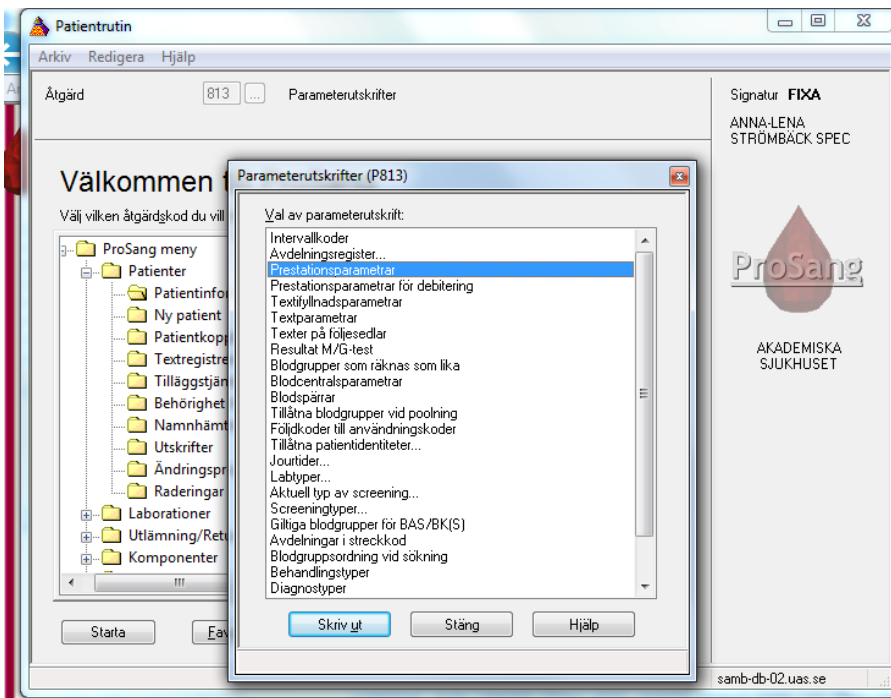 Patientrutin
Arkiv Redigera Hjälp
Åtgärd 813 ... Parameterutskrifter
Signatur FIXA
ANNA-LENA
STRÖMBÄCK SPEC
Välkommen
Välj vilken åtgärdskod du vill
ProSang meny
Patienter
Patientinfo
Ny patient
Patientkopp
Textregistre
Tilläggstjän
Behörighet
Namnhämt
Utskrifter
Ändringspr
Raderingar
Laborationer
Utlämning/Retu
Komponenter
Starta
Fav
Parameterutskrifter (P813)
Val av parameterutskrift:
Intervallkoder
Avdelningsregister...
Prestationsparametrar
Prestationsparametrar för debitering
Textifyllnadsparametrar
Textparametrar
Texter på följesedlar
Resultat M/G-test
Blodgrupper som räknas som lika
Blodcentralsparametrar
Blodspärrar
Tillåtna blodgrupper vid poolning
Följdkoder till användningskoder
Tillåtna patientidentiteter...
Jourtider...
Labtyper...
Aktuell typ av screening...
Screeningtyper...
Giltiga blodgrupper för BAS/BK(S)
Avdelningar i streckkod
Blodgruppsordning vid sökning
Behandlingstyper
Diagnostyper
Skriv ut
Stäng
Hjälp
ProSang
AKADEMISKA
SJUKHUSET
samb-db-02.uas.se